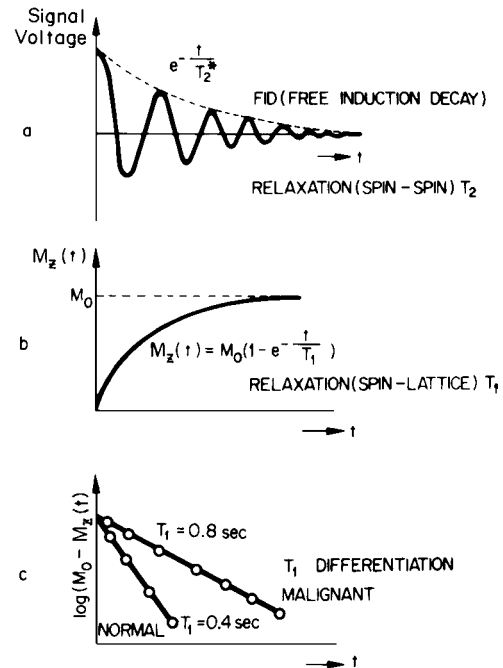 Signal
Voltage
e^-t/T2*
FID (FREE INDUCTION DECAY)
a
t
RELAXATION (SPIN-SPIN) T2
Mz(t)
M0
b
Mz(t) = M0(1-e^-t/T1)
RELAXATION (SPIN-LATTICE) T1
t
log(M0-Mz(t)
T1 = 0.8 sec
c
T1 DIFFERENTIATION
MALIGNANT
NORMAL
T1 = 0.4 sec
t